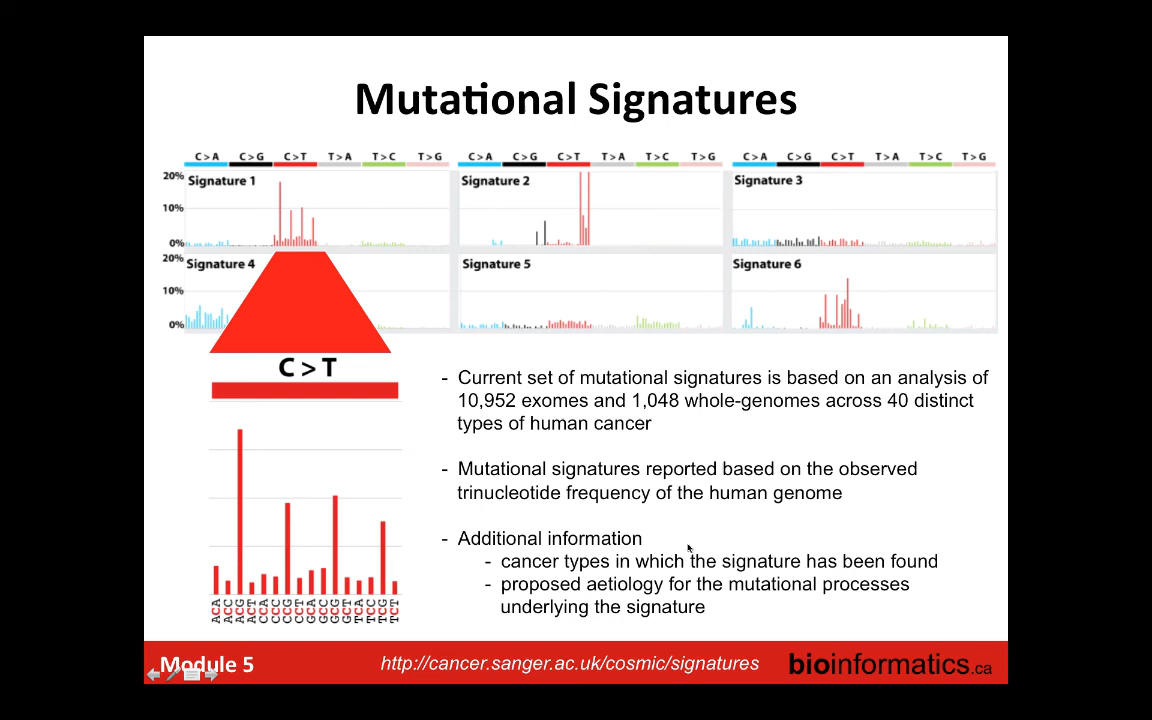 Mutational Signatures
C > A C > G C > T T > A T > C T > G C > A C > G C > T T > A T > C T > G C > A C > G C > T T > A T > C T > G
20% Signature 1 Signature 2 Signature 3
10%
0%
20% Signature 4 Signature 5 Signature 6
10%
0%
C > T
ACA ACC ACG ACT CCA CCC CCG CCT GCA GCC GCG GCT TCA TCC TCG TCT
- Current set of mutational signatures is based on an analysis of
10,952 exomes and 1,048 whole-genomes across 40 distinct
types of human cancer
- Mutational signatures reported based on the observed
trinucleotide frequency of the human genome
- Additional information
- cancer types in which the signature has been found
- proposed aetiology for the mutational processes
underlying the signature
Module 5 http://cancer.sanger.ac.uk/cosmic/signatures bioinformatics.ca